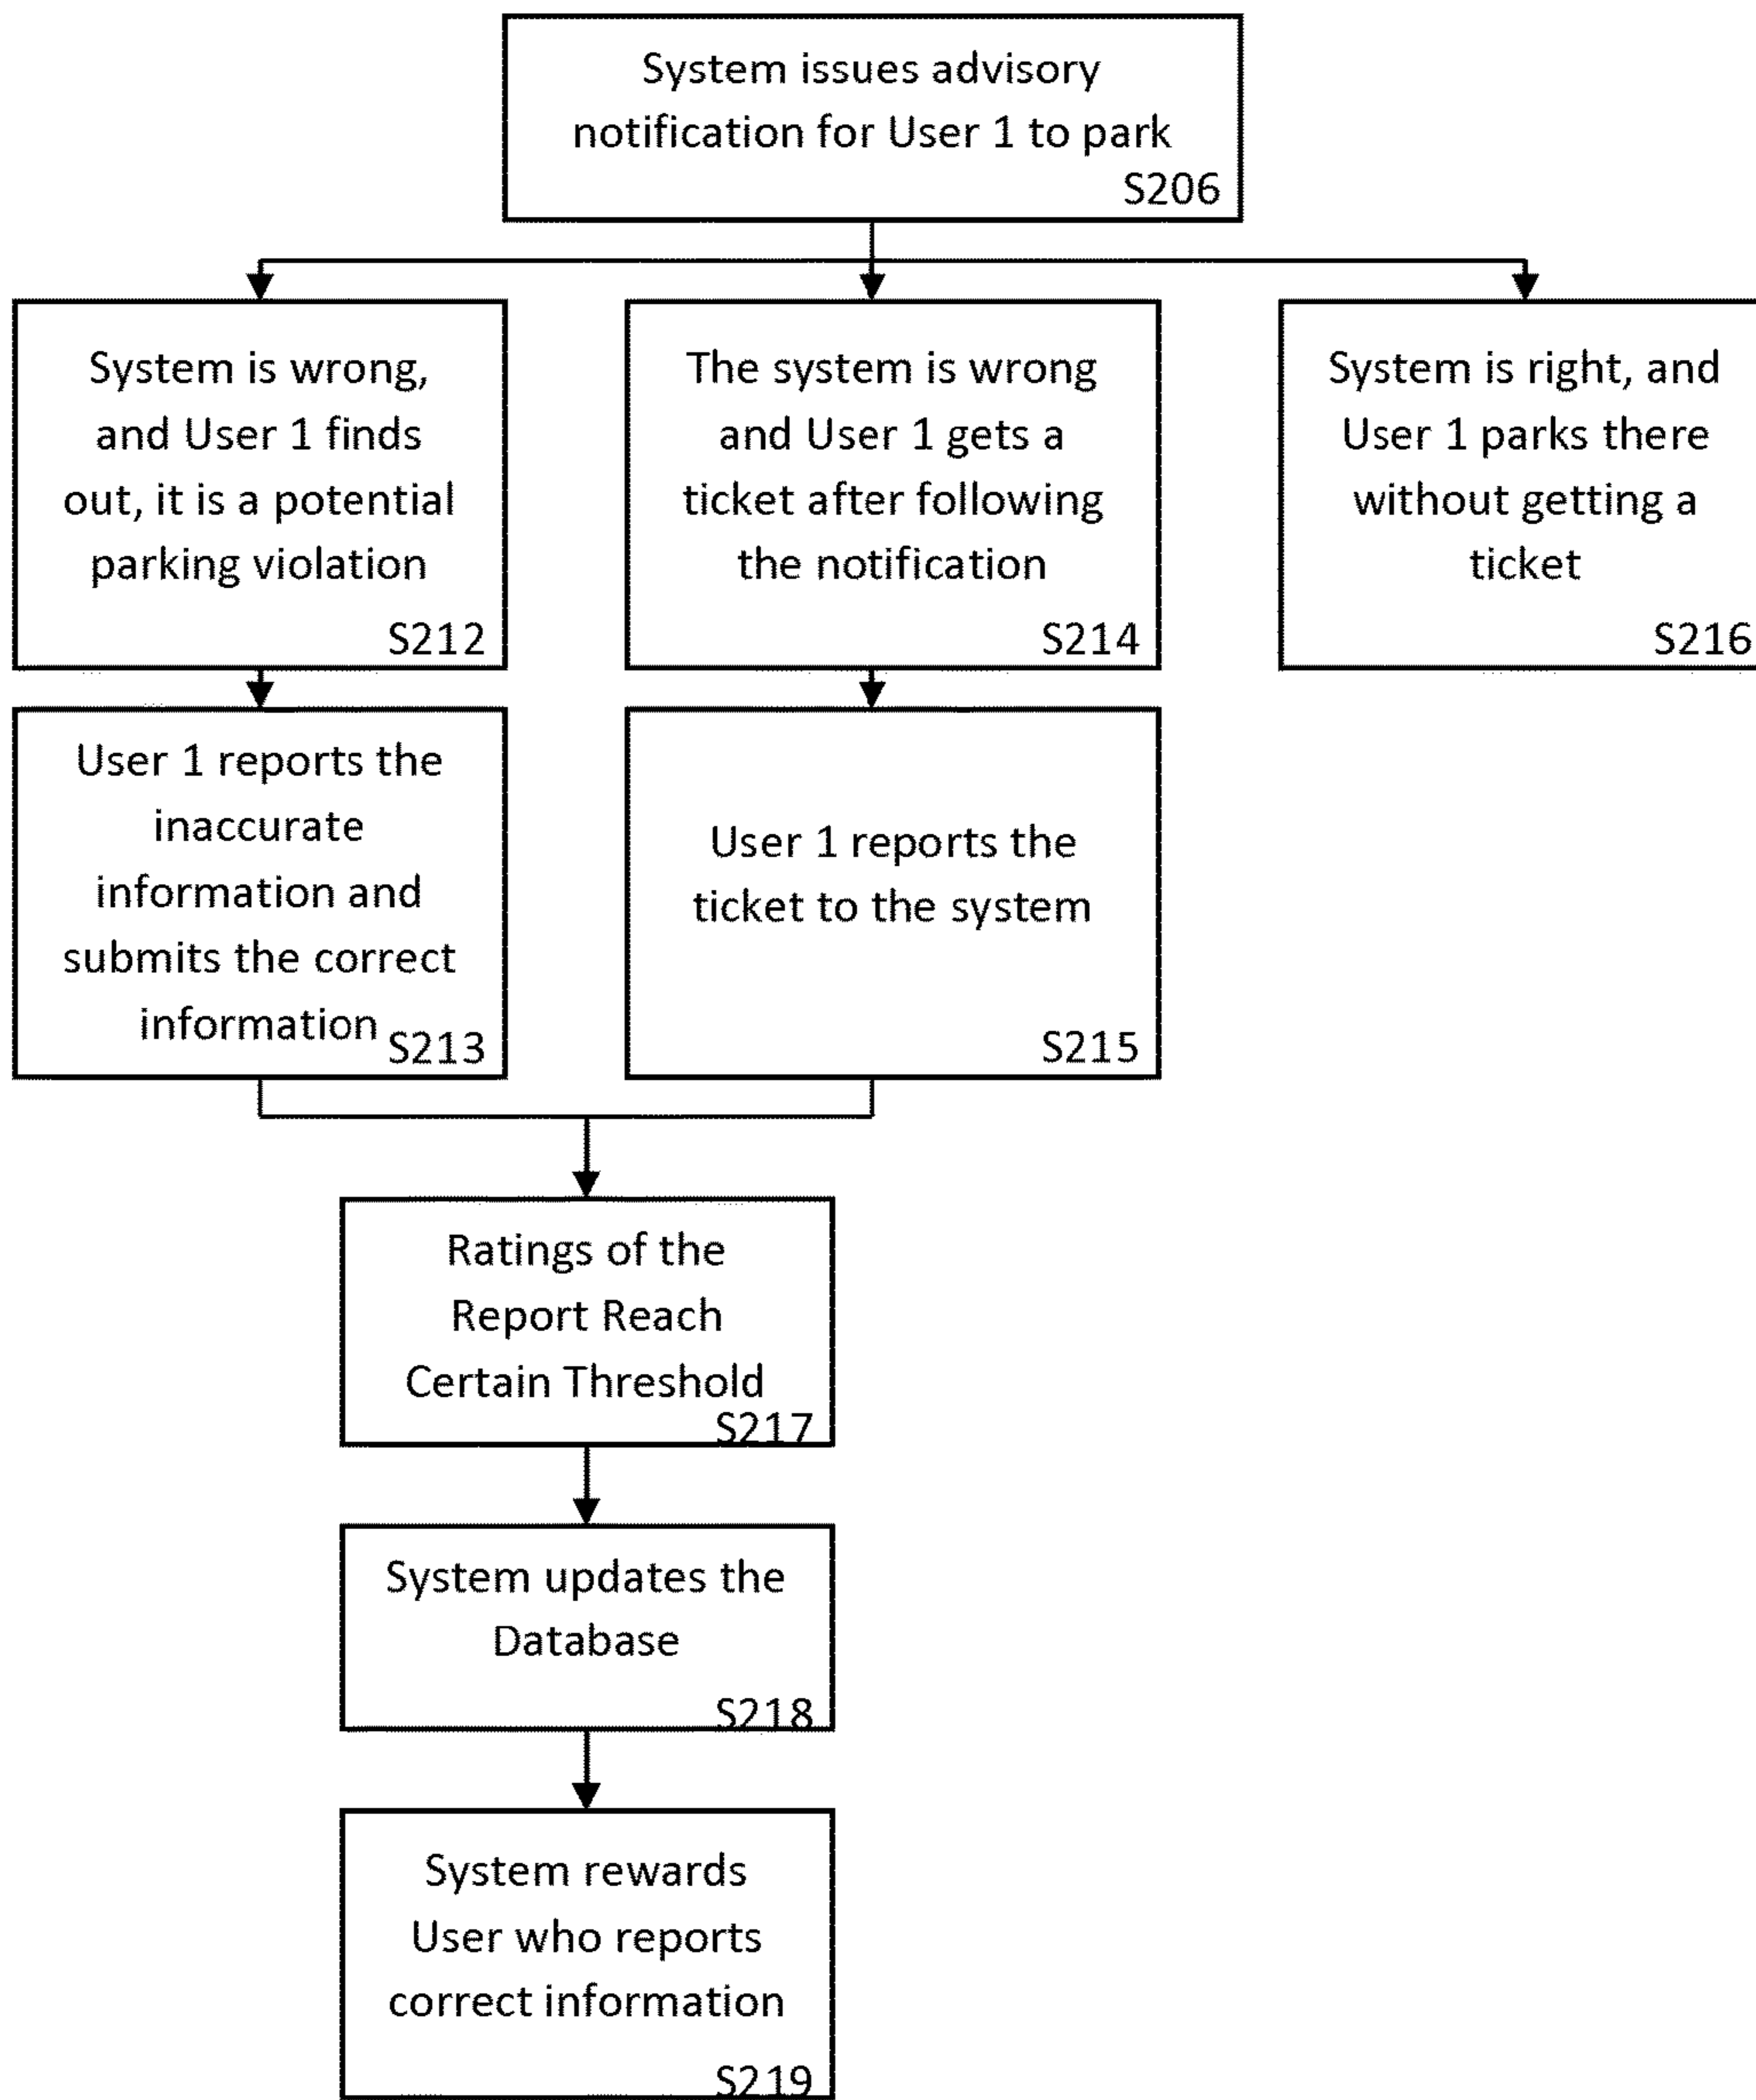 System issues advisory
notification for User 1 to park
S206
System is wrong,
and User 1 finds
out, it is a potential
parking violation
S212
The system is wrong
and User 1 gets a
ticket after following
the notification
S214
System is right, and
User 1 parks there
without getting a
ticket
S216
User 1 reports the
inaccurate
information and
submits the correct
information
S213
User 1 reports the
ticket to the system
S215
Ratings of the
Report Reach
Certain Threshold
S217
System updates the
Database
S218
System rewards
User who reports
correct information
S219